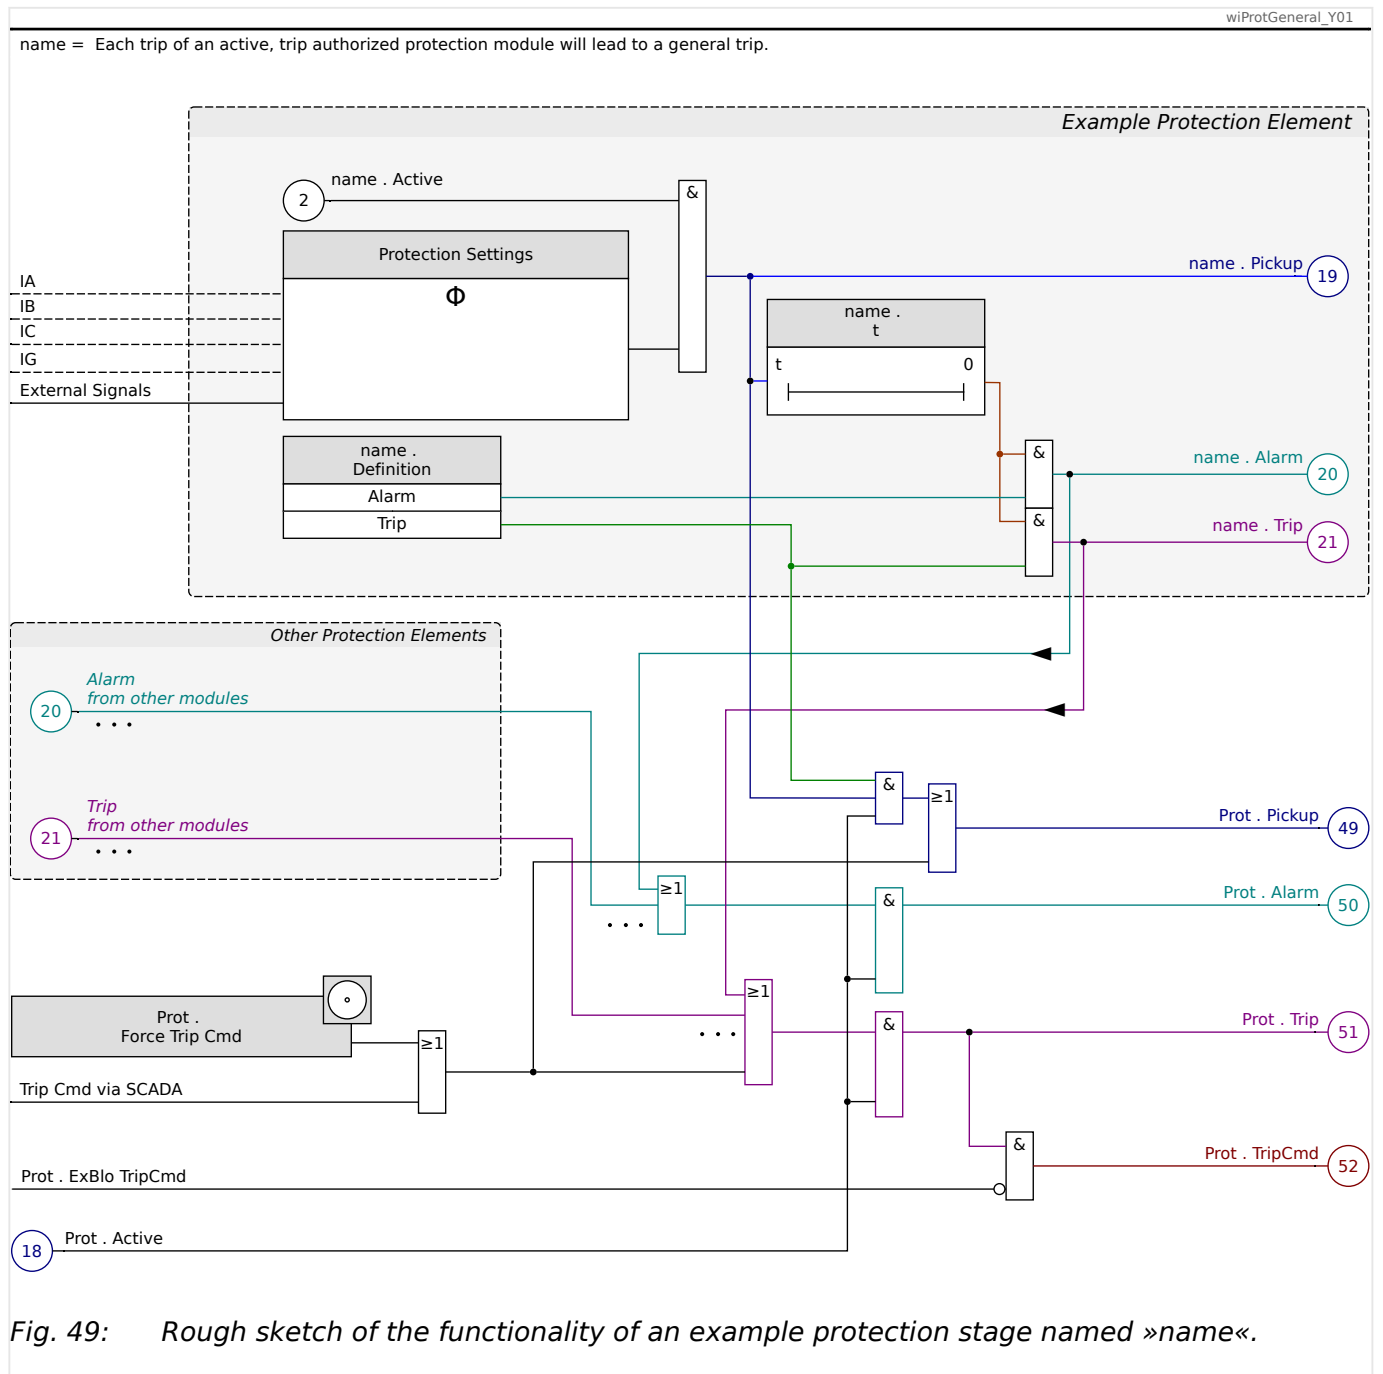 wiProtGeneral_Y01
name = Each trip of an active, trip authorized protection module will lead to a general trip.
Example Protection Element
name . Active
2
&
Protection Settings
Φ
name . Pickup
19
IA
IB
IC
IG
External Signals
name .
t
t 0
name .
Definition
Alarm
Trip
&
name . Alarm
20
&
name . Trip
21
Other Protection Elements
Alarm
from other modules
20
. . .
Trip
from other modules
21
. . .
&
≥1
Prot . Pickup
49
≥1
. . .
&
Prot . Alarm
50
Prot .
Force Trip Cmd
≥1
≥1
. . .
&
Prot . Trip
51
Trip Cmd via SCADA
&
Prot . TripCmd
52
Prot . ExBlo TripCmd
18
Prot . Active
Fig. 49: Rough sketch of the functionality of an example protection stage named »name«.